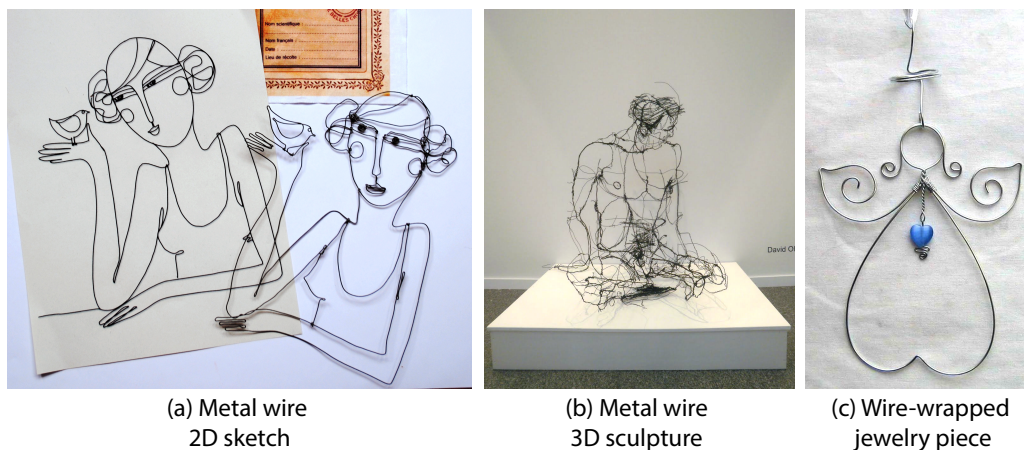 Nom scientifique :
Nom français :
Date :
Lieu de récolte :
David Ol
(a) Metal wire
2D sketch
(b) Metal wire
3D sculpture
(c) Wire-wrapped
jewelry piece